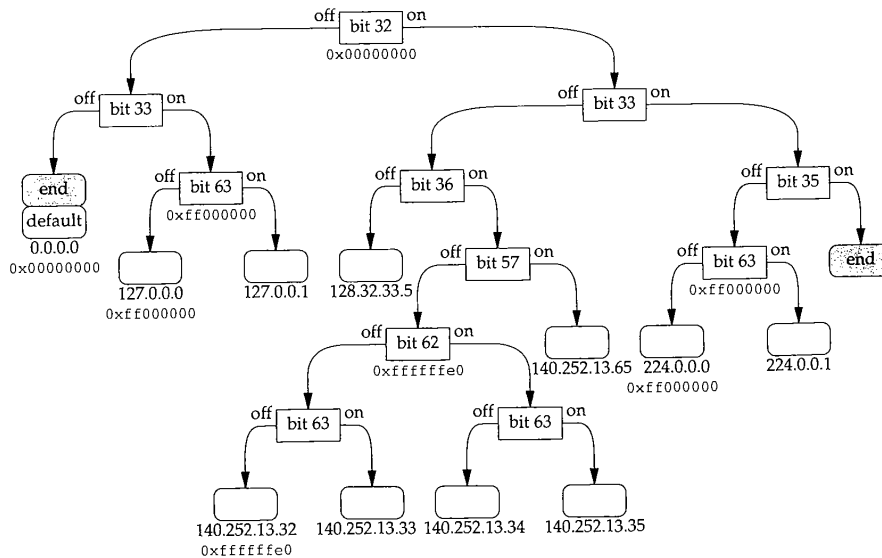 off bit 32 on
0x00000000
off bit 33 on
off bit 33 on
end
default
0.0.0.0
0x00000000
off bit 63 on
0xff000000
off bit 36 on
bit 35 on
off
127.0.0.0
0xff000000
127.0.0.1
128.32.33.5
off bit 57 on
off bit 63 on
0xff000000
end
off bit 62 on
0xffffffe0
140.252.13.65
224.0.0.0
0xff000000
224.0.0.1
off bit 63 on
off bit 63 on
140.252.13.32
0xffffffe0
140.252.13.33
140.252.13.34
140.252.13.35